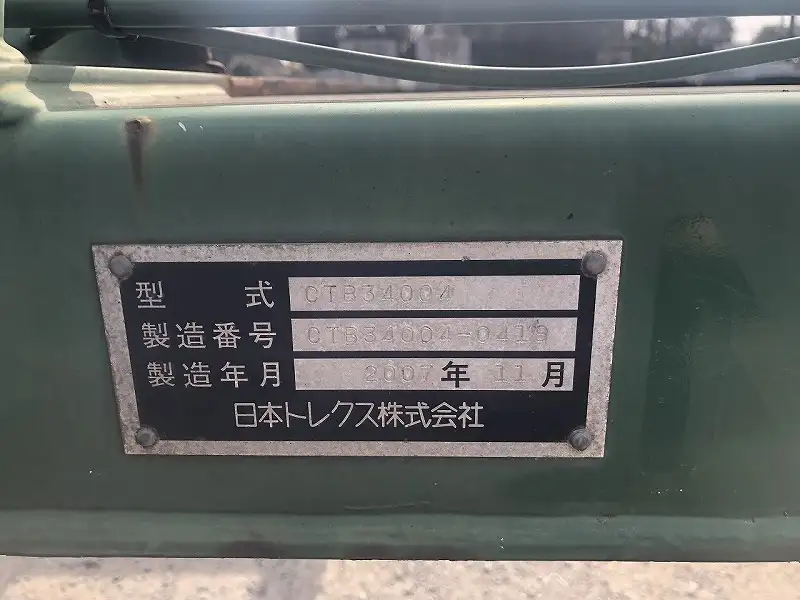 型式 CTB34004
製造番号 CTB34004-0419
製造年月 2007年 11月
日本トレクス株式会社